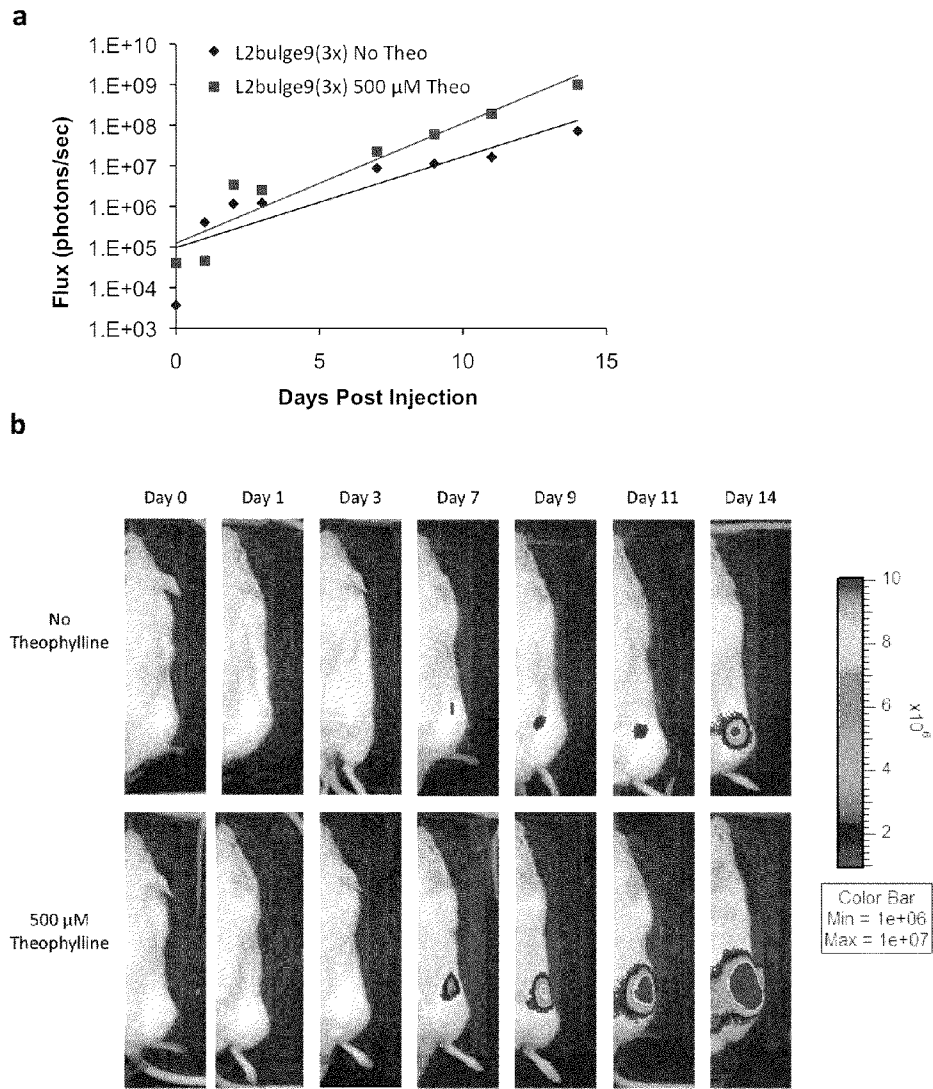 a
1.E+10
1.E+09
1.E+08
1.E+07
1.E+06
1.E+05
1.E+04
1.E+03
Flux (photons/sec)
L2bulge9(3x) No Theo
L2bulge9(3x) 500 µM Theo
0 5 10 15
Days Post Injection
b
Day 0 Day 1 Day 3 Day 7 Day 9 Day 11 Day 14
No
Theophylline
500 µM
Theophylline
10
8
6
4
2
x10⁶
Color Bar
Min = 1e+06
Max = 1e+07